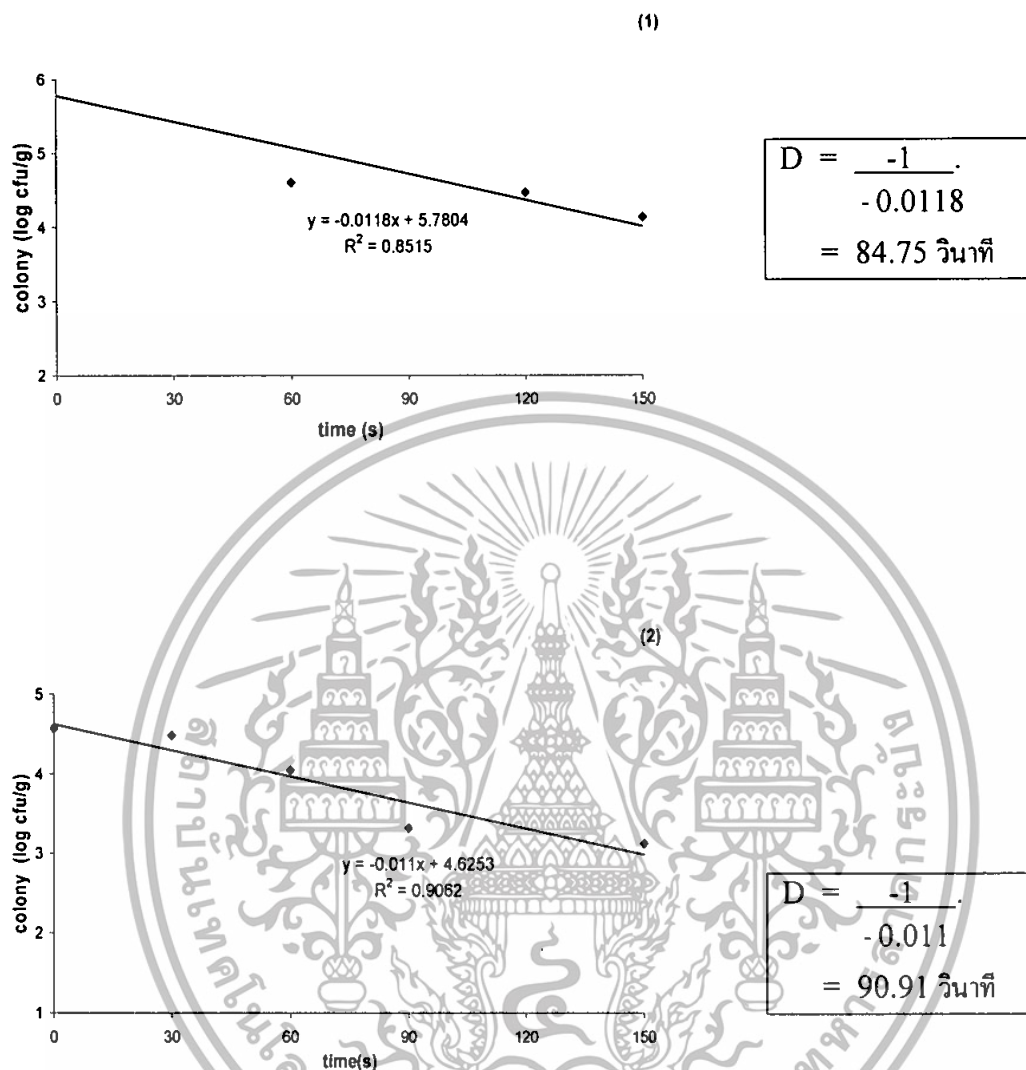 (1)
6
5
4
3
2
colony (log cfu/g)
y = -0.0118x + 5.7804
R² = 0.8515
0 30 60 90 120 150
time (s)
D = -1 .
-0.0118
= 84.75 วินาที
(2)
5
4
3
2
1
colony (log cfu/g)
y = -0.011x + 4.6253
R² = 0.9062
0 30 60 90 150
time(s)
D = -1 .
-0.011
= 90.91 วินาที